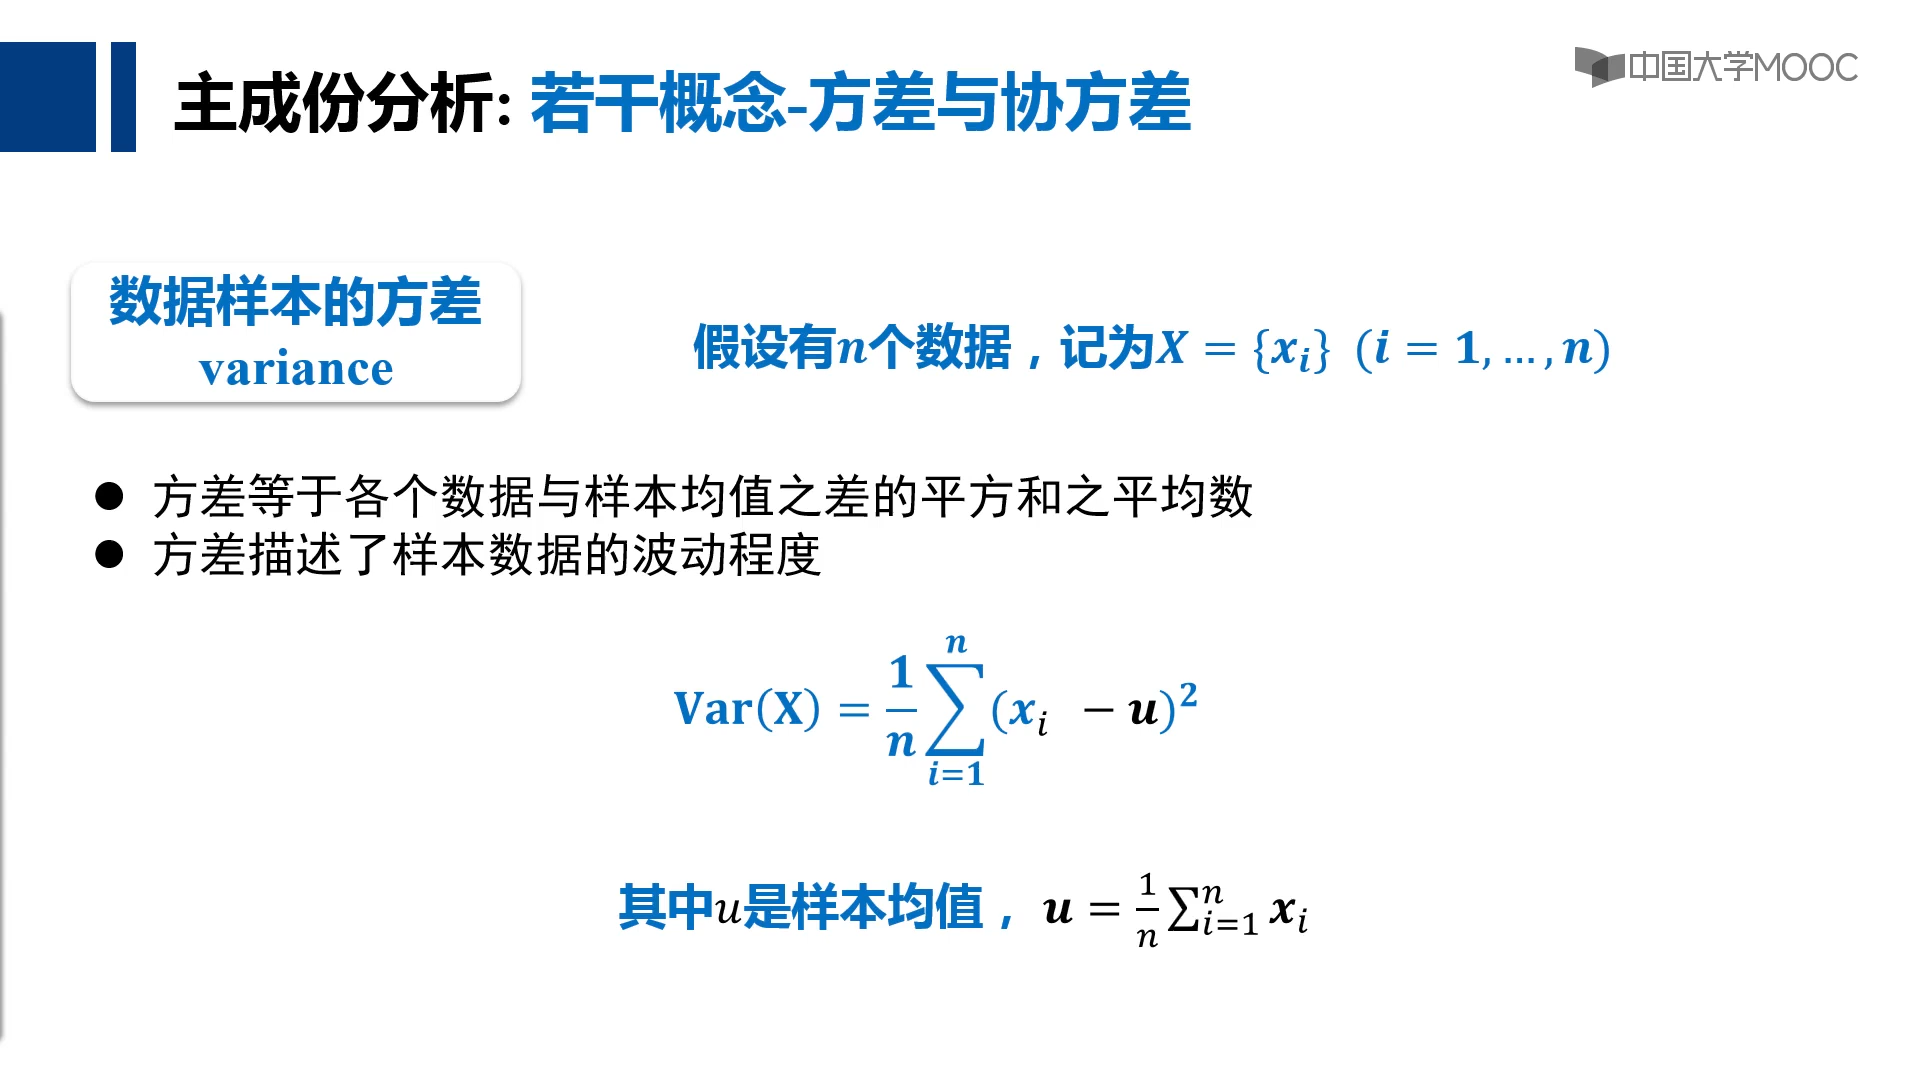 主成份分析: 若干概念-方差与协方差
中国大学MOOC
数据样本的方差
variance
假设有n个数据，记为X = {xᵢ} (i = 1, … , n)
● 方差等于各个数据与样本均值之差的平方和之平均数
● 方差描述了样本数据的波动程度
Var(X) = \frac{1}{n} \sum_{i=1}^{n} (x_i - u)^2
其中u是样本均值， u = \frac{1}{n} \sum_{i=1}^{n} x_i